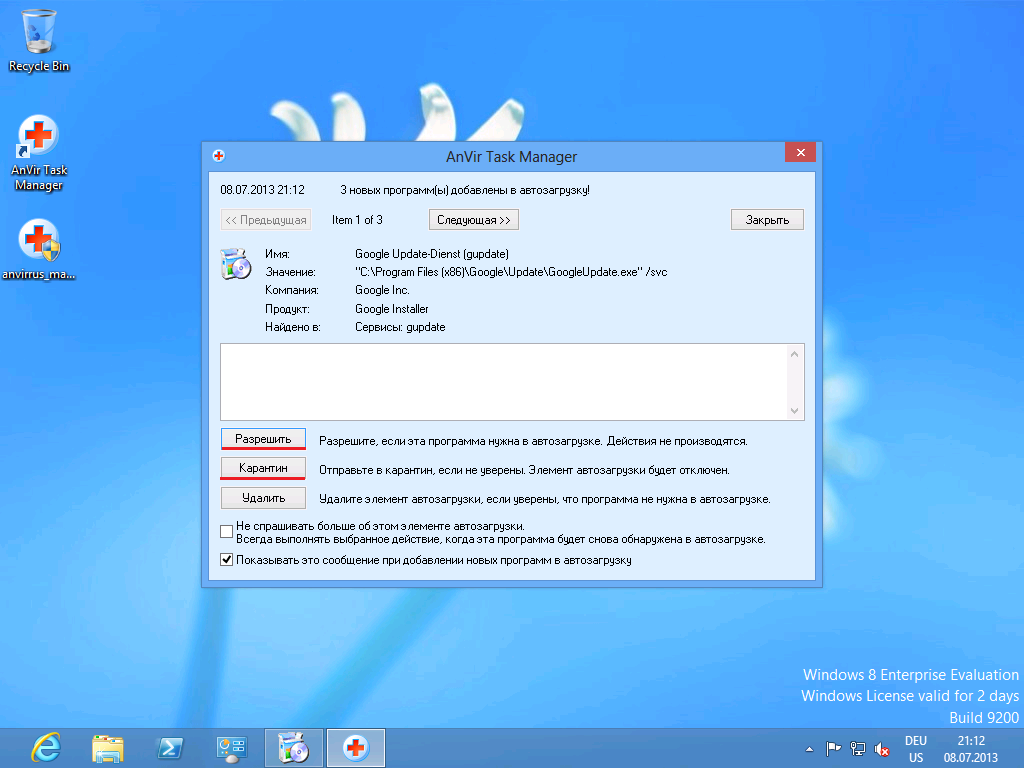 Recycle Bin
AnVir Task
Manager
anvirrus_ma...
AnVir Task Manager
08.07.2013 21:12 3 новых программ(ы) добавлены в автозагрузку!
<< Предыдущая Item 1 of 3 Следующая >> Закрыть
Имя: Google Update-Dienst (gupdate)
Значение: "C:\Program Files (x86)\Google\Update\GoogleUpdate.exe" /svc
Компания: Google Inc.
Продукт: Google Installer
Найдено в: Сервисы: gupdate
Разрешить Разрешите, если эта программа нужна в автозагрузке. Действия не производятся.
Карантин Отправьте в карантин, если не уверены. Элемент автозагрузки будет отключен.
Удалить Удалите элемент автозагрузки, если уверены, что программа не нужна в автозагрузке.
Не спрашивать больше об этом элементе автозагрузки.
Всегда выполнять выбранное действие, когда эта программа будет снова обнаружена в автозагрузке.
Показывать это сообщение при добавлении новых программ в автозагрузку
Windows 8 Enterprise Evaluation
Windows License valid for 2 days
Build 9200
DEU 21:12
US 08.07.2013